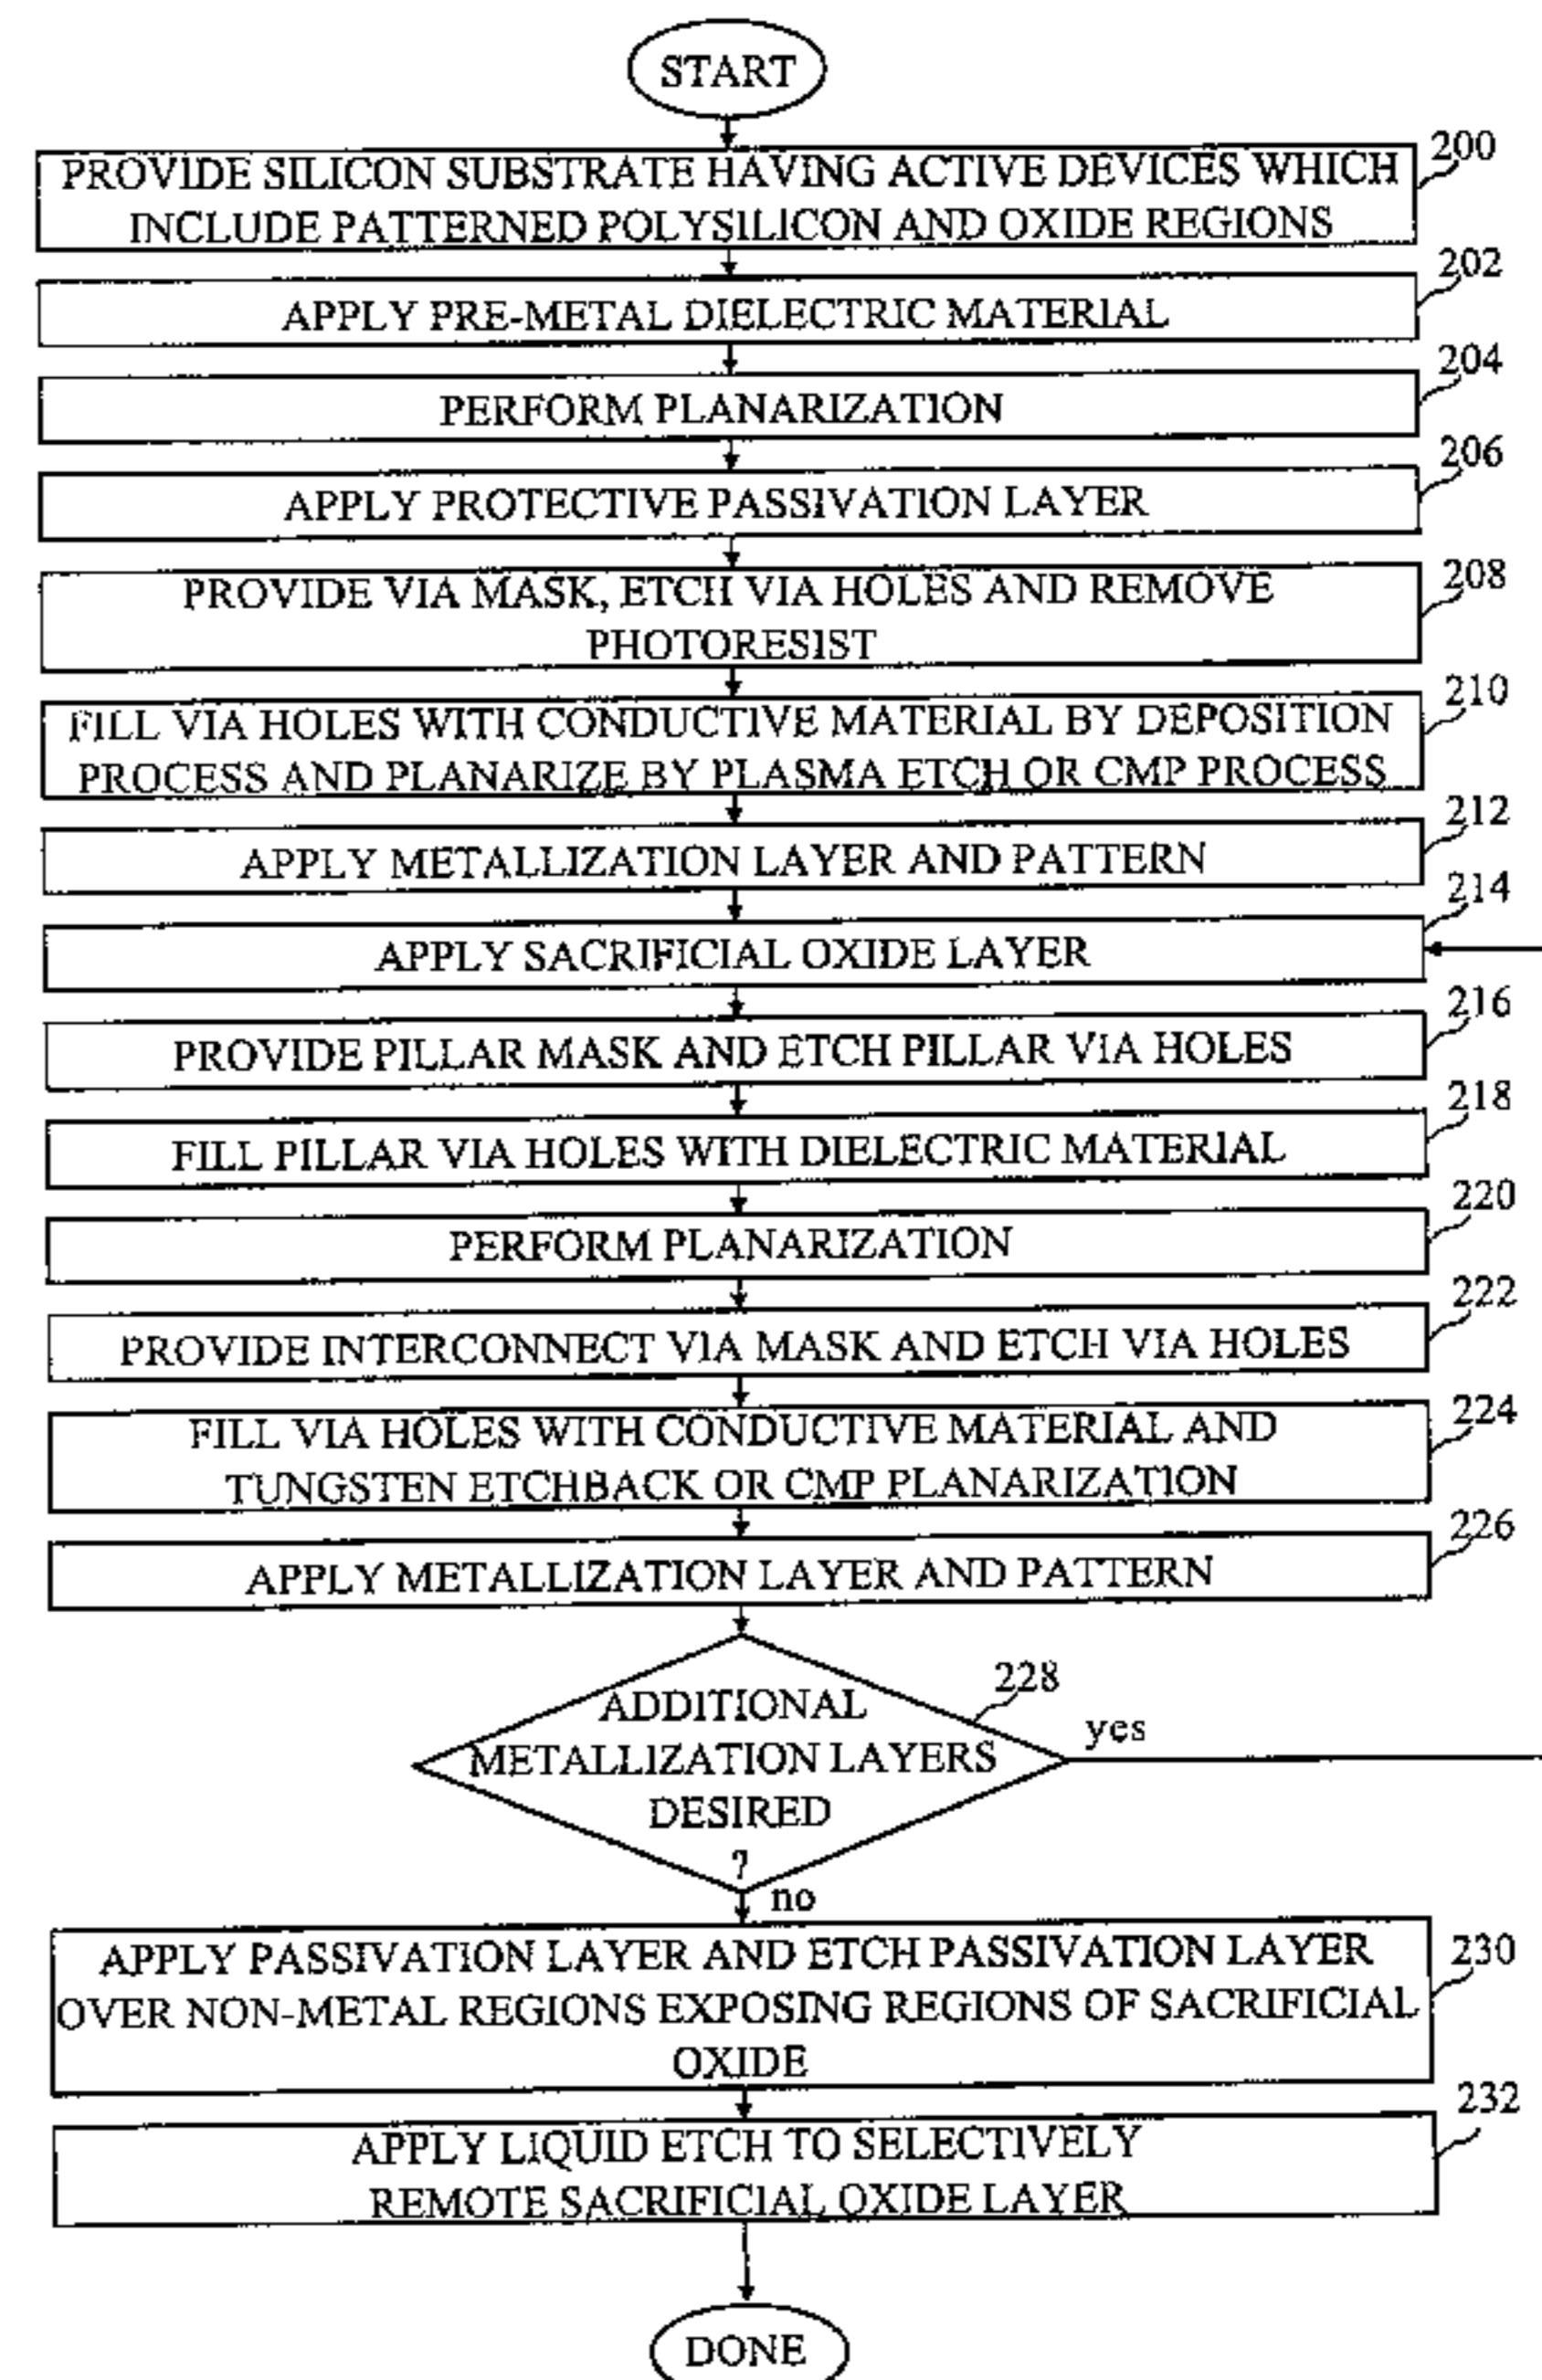 START
200
PROVIDE SILICON SUBSTRATE HAVING ACTIVE DEVICES WHICH
INCLUDE PATTERNED POLYSILICON AND OXIDE REGIONS
202
APPLY PRE-METAL DIELECTRIC MATERIAL
204
PERFORM PLANARIZATION
206
APPLY PROTECTIVE PASSIVATION LAYER
208
PROVIDE VIA MASK, ETCH VIA HOLES AND REMOVE
PHOTORESIST
210
FILL VIA HOLES WITH CONDUCTIVE MATERIAL BY DEPOSITION
PROCESS AND PLANARIZE BY PLASMA ETCH OR CMP PROCESS
212
APPLY METALLIZATION LAYER AND PATTERN
214
APPLY SACRIFICIAL OXIDE LAYER
216
PROVIDE PILLAR MASK AND ETCH PILLAR VIA HOLES
218
FILL PILLAR VIA HOLES WITH DIELECTRIC MATERIAL
220
PERFORM PLANARIZATION
222
PROVIDE INTERCONNECT VIA MASK AND ETCH VIA HOLES
224
FILL VIA HOLES WITH CONDUCTIVE MATERIAL AND
TUNGSTEN ETCHBACK OR CMP PLANARIZATION
226
APPLY METALLIZATION LAYER AND PATTERN
228
ADDITIONAL
METALLIZATION LAYERS
DESIRED
?
yes
no
230
APPLY PASSIVATION LAYER AND ETCH PASSIVATION LAYER
OVER NON-METAL REGIONS EXPOSING REGIONS OF SACRIFICIAL
OXIDE
232
APPLY LIQUID ETCH TO SELECTIVELY
REMOTE SACRIFICIAL OXIDE LAYER
DONE